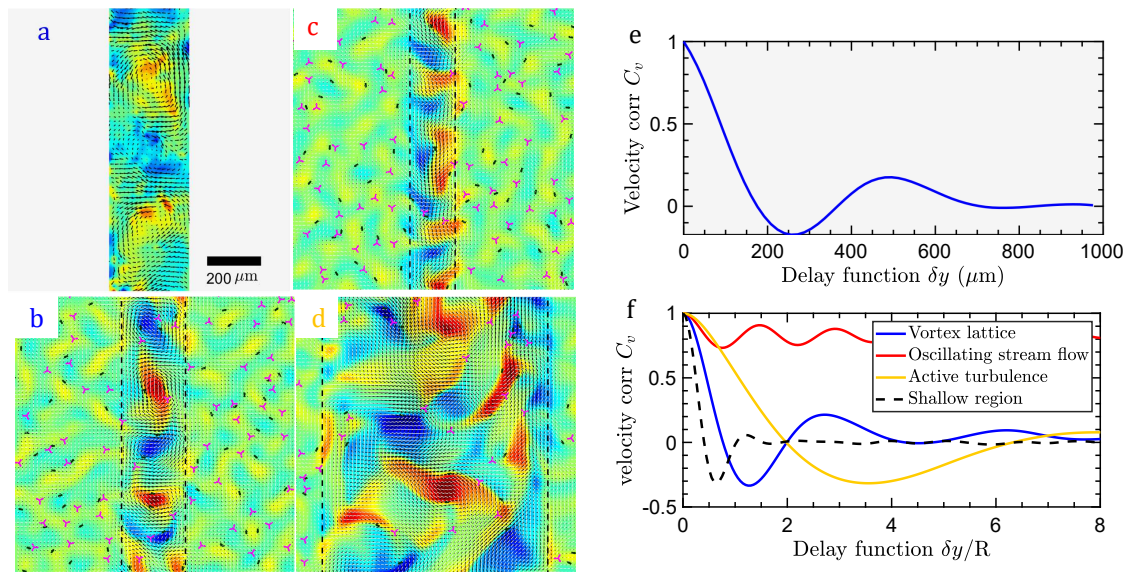 a
200 μm
c
b
d
e
1
0.5
0
Velocity corr C_v
0 200 400 600 800 1000
Delay function δy (μm)
f
1
0.5
0
-0.5
velocity corr C_v
Vortex lattice
Oscillating stream flow
Active turbulence
Shallow region
0 2 4 6 8
Delay function δy/R